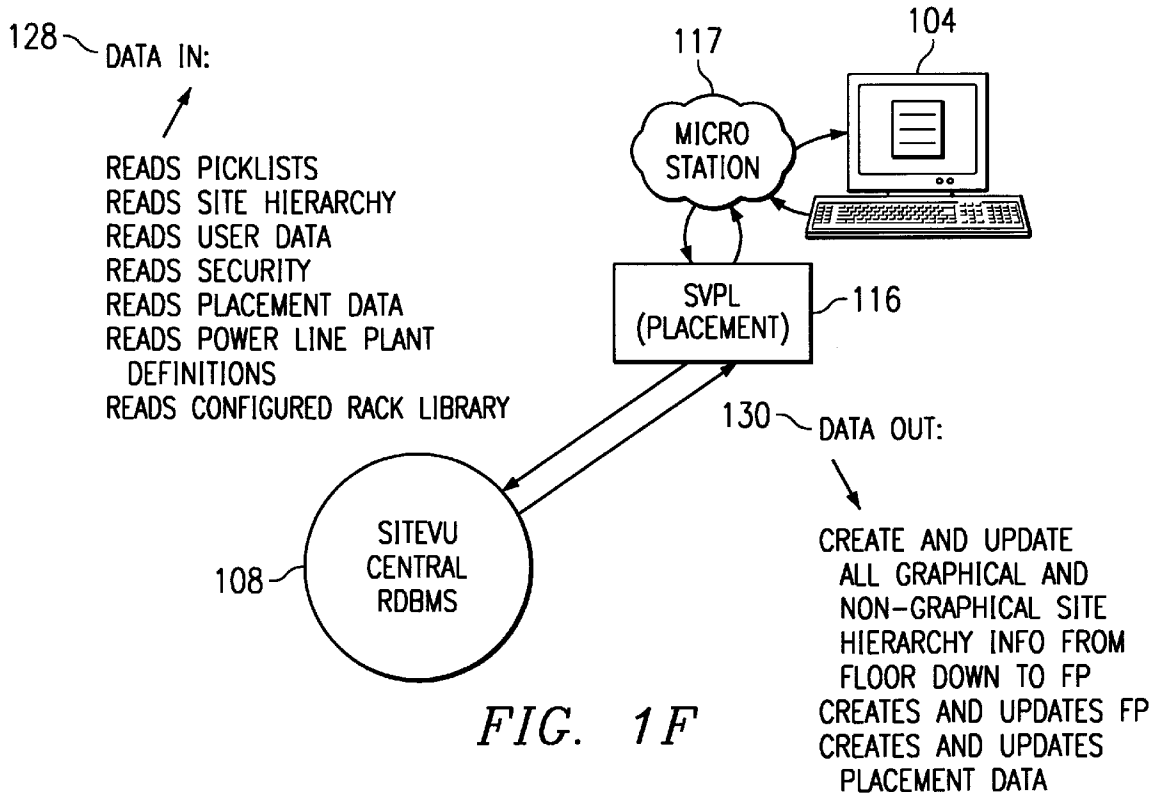 128
DATA IN:
READS PICKLISTS
READS SITE HIERARCHY
READS USER DATA
READS SECURITY
READS PLACEMENT DATA
READS POWER LINE PLANT
DEFINITIONS
READS CONFIGURED RACK LIBRARY
117
104
MICRO
STATION
SVPL
(PLACEMENT)
116
108
SITEVU
CENTRAL
RDBMS
130
DATA OUT:
CREATE AND UPDATE
ALL GRAPHICAL AND
NON-GRAPHICAL SITE
HIERARCHY INFO FROM
FLOOR DOWN TO FP
CREATES AND UPDATES FP
CREATES AND UPDATES
PLACEMENT DATA
FIG. 1F